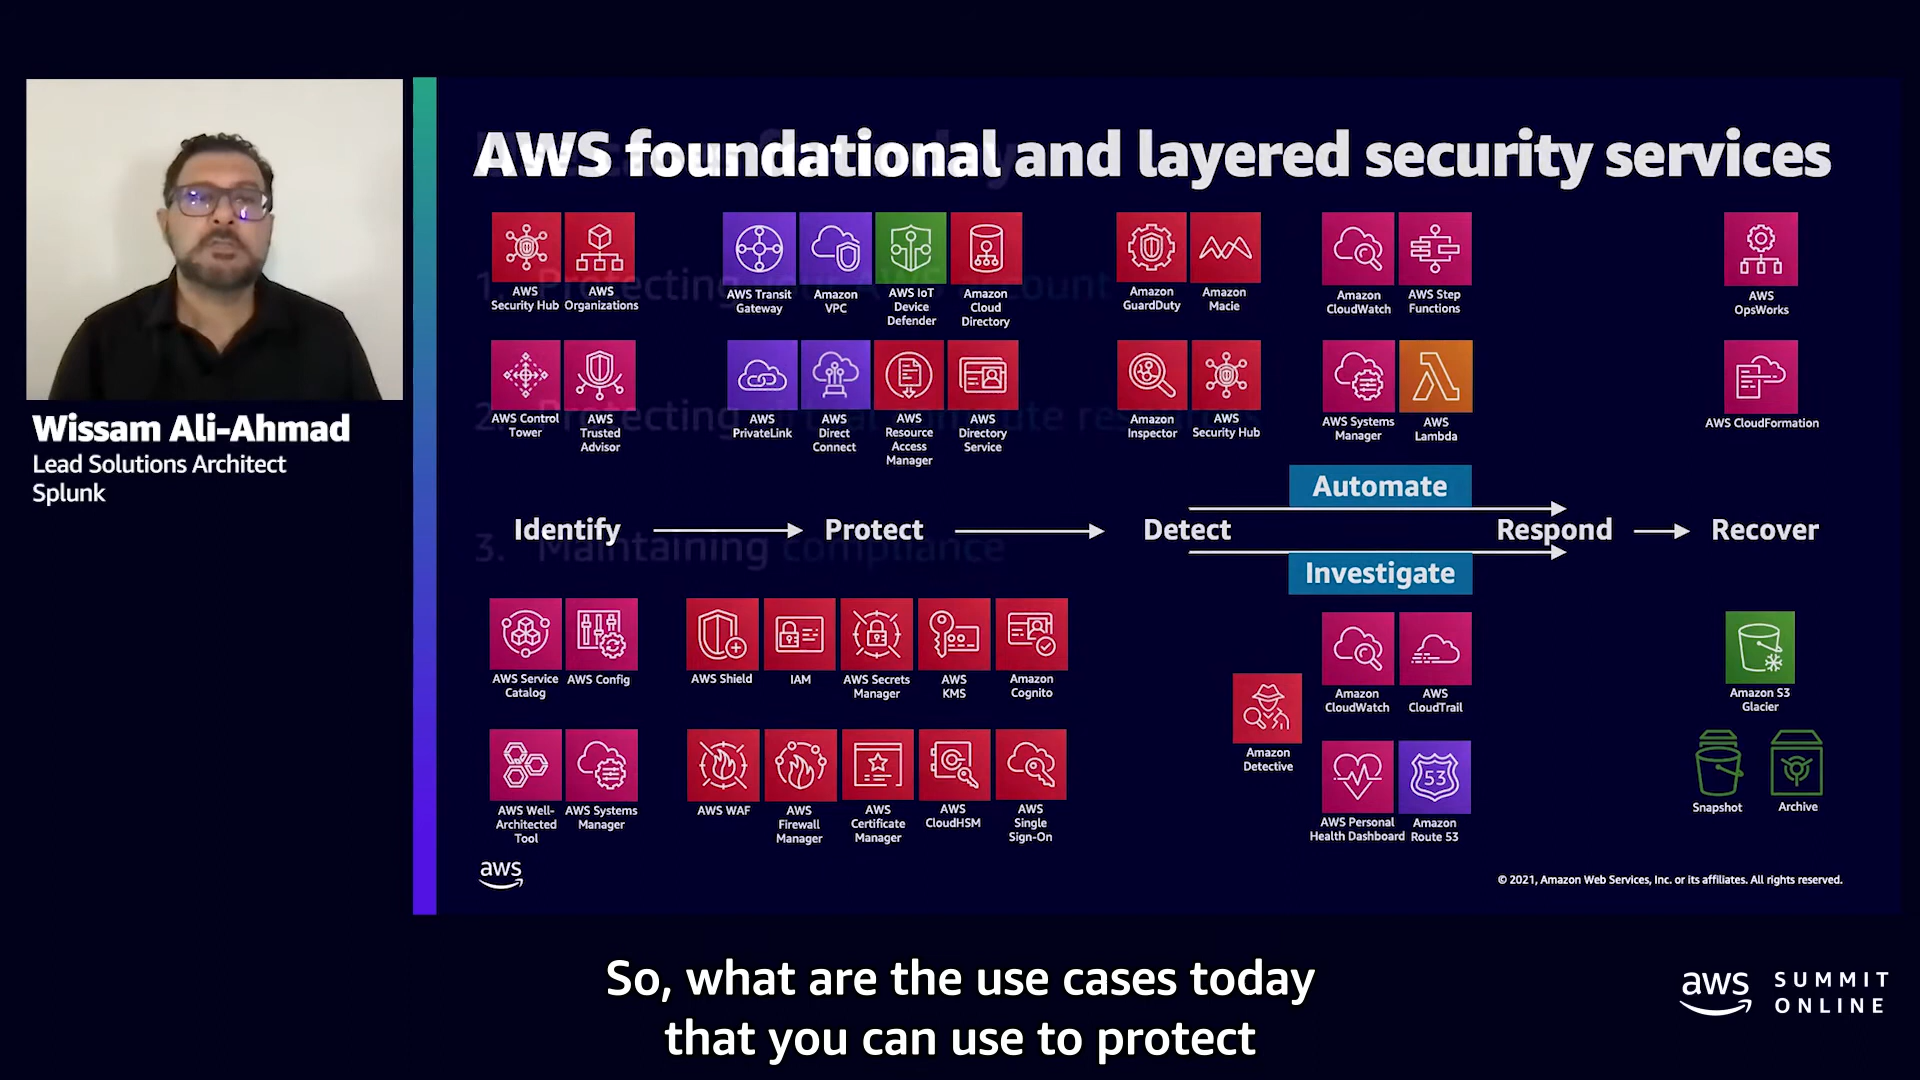 AWS foundational and layered security services
AWS
Security Hub
AWS
Organizations
AWS Transit
Gateway
Amazon
VPC
AWS IoT
Device
Defender
Amazon
Cloud
Directory
Amazon
GuardDuty
Amazon
Macie
Amazon
CloudWatch
AWS Step
Functions
AWS
OpsWorks
AWS Control
Tower
AWS
Trusted
Advisor
AWS
PrivateLink
AWS
Direct
Connect
AWS
Resource
Access
Manager
AWS
Directory
Service
Amazon
Inspector
AWS
Security Hub
AWS Systems
Manager
AWS
Lambda
AWS CloudFormation
Wissam Ali-Ahmad
Lead Solutions Architect
Splunk
Automate
Identify
Protect
Detect
Respond
Recover
Investigate
3. Maintaining compliance
AWS Service
Catalog
AWS Config
AWS Shield
IAM
AWS Secrets
Manager
AWS
KMS
Amazon
Cognito
Amazon
Detective
Amazon
CloudWatch
AWS
CloudTrail
Amazon S3
Glacier
AWS Well-
Architected
Tool
AWS Systems
Manager
AWS WAF
AWS
Firewall
Manager
AWS
Certificate
Manager
AWS
CloudHSM
AWS
Single
Sign-On
AWS Personal
Health Dashboard
53
Amazon
Route 53
Snapshot
Archive
aws
© 2021, Amazon Web Services, Inc. or its affiliates. All rights reserved.
So, what are the use cases today
that you can use to protect
aws SUMMIT
ONLINE